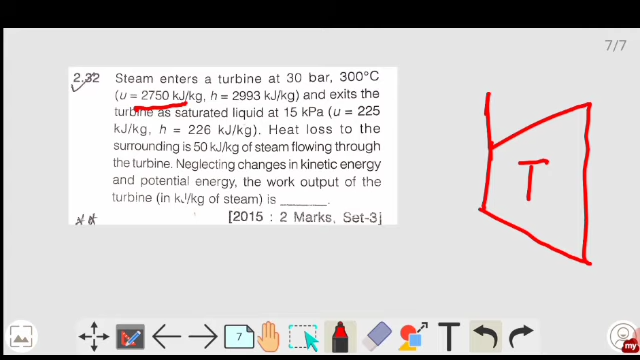 7/7
2.32 Steam enters a turbine at 30 bar, 300°C
(u = 2750 kJ/kg, h = 2993 kJ/kg) and exits the
turbine as saturated liquid at 15 kPa (u = 225
kJ/kg, h = 226 kJ/kg). Heat loss to the
surrounding is 50 kJ/kg of steam flowing through
the turbine. Neglecting changes in kinetic energy
and potential energy, the work output of the
turbine (in kJ/kg of steam) is ______.
[2015 : 2 Marks, Set-3]
T
7
T
my